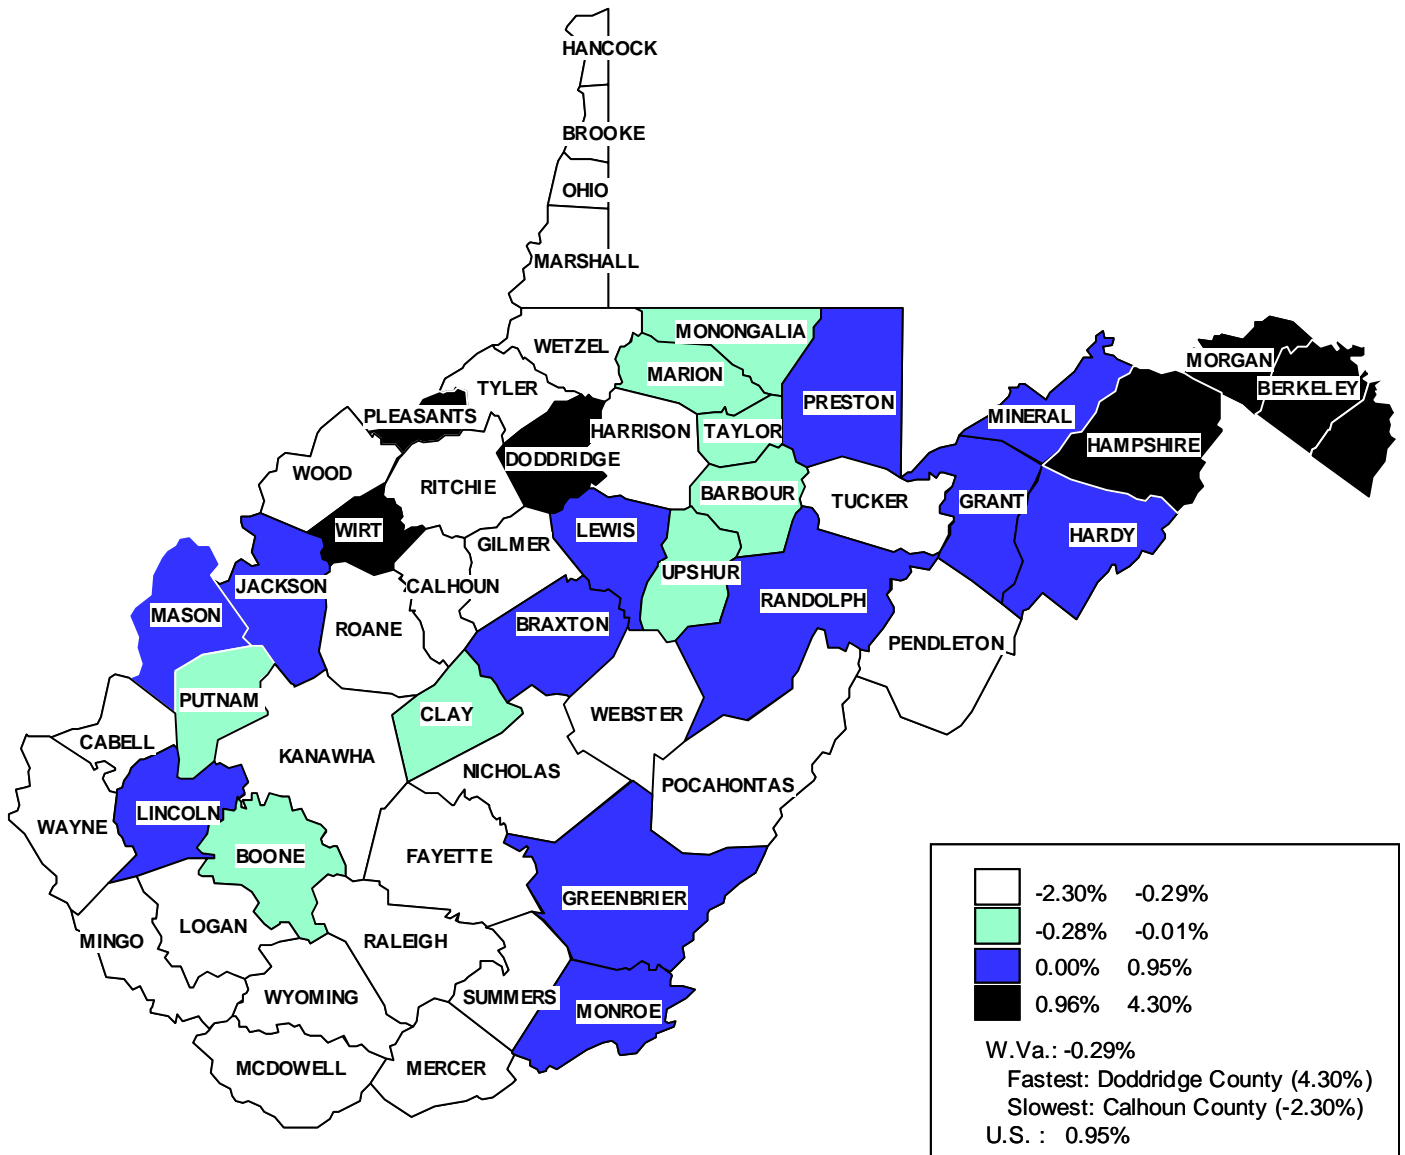 HANCOCK
BROOKE
OHIO
MARSHALL
MONONGALIA
WETZEL
MORGAN
MARION
TYLER
BERKELEY
PRESTON
PLEASANTS
MINERAL
HARRISON
TAYLOR
HAMPSHIRE
DODDRIDGE
WOOD
RITCHIE
BARBOUR
TUCKER
GRANT
WIRT
LEWIS
HARDY
GILMER
UPSHUR
JACKSON
CALHOUN
RANDOLPH
MASON
BRAXTON
ROANE
PENDLETON
PUTNAM
CLAY
WEBSTER
CABELL
KANAWHA
NICHOLAS
POCAHONTAS
LINCOLN
WAYNE
BOONE
FAYETTE
GREENBRIER
LOGAN
MINGO
RALEIGH
WYOMING
SUMMERS
MONROE
MCDOWELL
MERCER
-2.30% -0.29%
-0.28% -0.01%
0.00% 0.95%
0.96% 4.30%
W.Va.: -0.29%
Fastest: Doddridge County (4.30%)
Slowest: Calhoun County (-2.30%)
U.S. : 0.95%